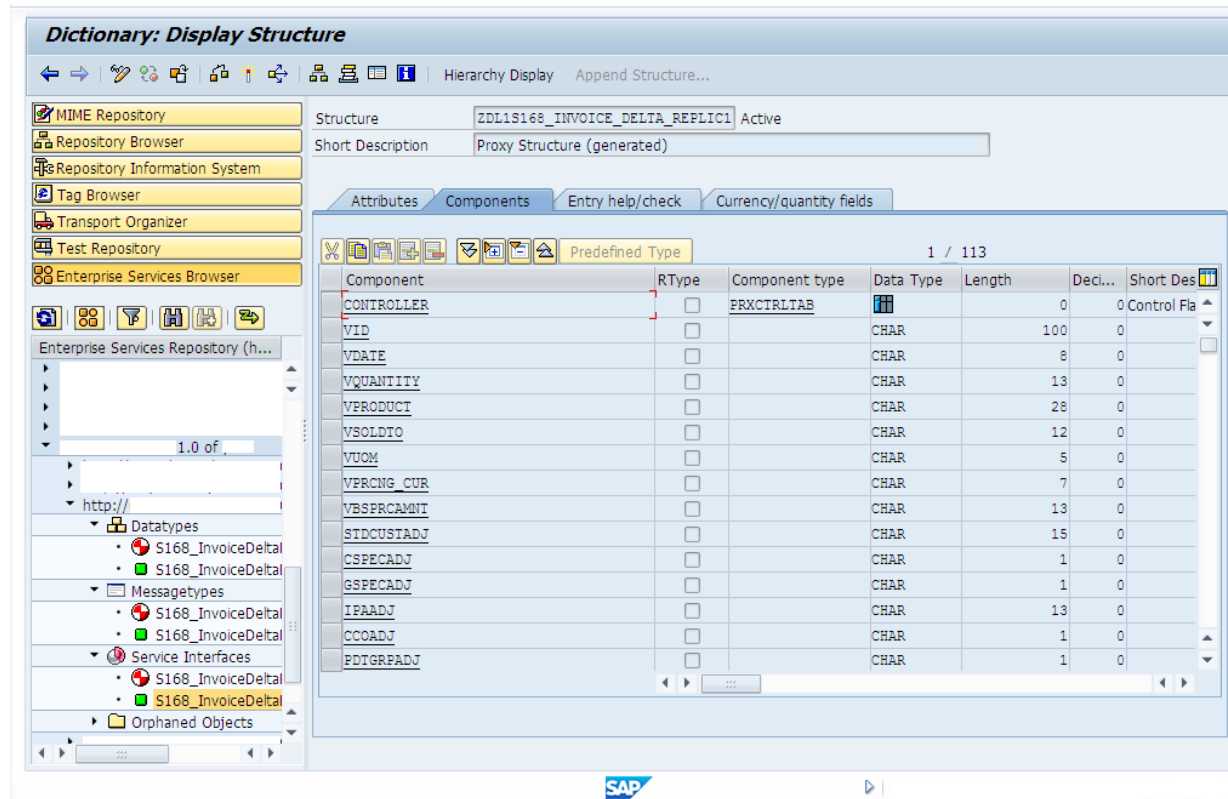 Dictionary: Display Structure
Hierarchy Display Append Structure...
MIME Repository
Repository Browser
Repository Information System
Tag Browser
Transport Organizer
Test Repository
Enterprise Services Browser
Enterprise Services Repository (h...
1.0 of
http://
Datatypes
S168_InvoiceDeltal
S168_InvoiceDeltal
Messagetypes
S168_InvoiceDeltal
S168_InvoiceDeltal
Service Interfaces
S168_InvoiceDeltal
S168_InvoiceDeltal
Orphaned Objects
Structure ZDL1S168_INVOICE_DELTA_REPLIC1 Active
Short Description Proxy Structure (generated)
Attributes Components Entry help/check Currency/quantity fields
Predefined Type 1 / 113
Component RType Component type Data Type Length Deci... Short Des
CONTROLLER PRXCTRLTAB 0 0 Control Fla
VID CHAR 100 0
VDATE CHAR 8 0
VQUANTITY CHAR 13 0
VPRODUCT CHAR 28 0
VSOLDTO CHAR 12 0
VUOM CHAR 5 0
VPRCNG_CUR CHAR 7 0
VBSPRCAMNT CHAR 13 0
STDCUSTADJ CHAR 15 0
CSPECADJ CHAR 1 0
GSPECADJ CHAR 1 0
IPAADJ CHAR 13 0
CCOADJ CHAR 1 0
PDTGRPADJ CHAR 1 0
SAP